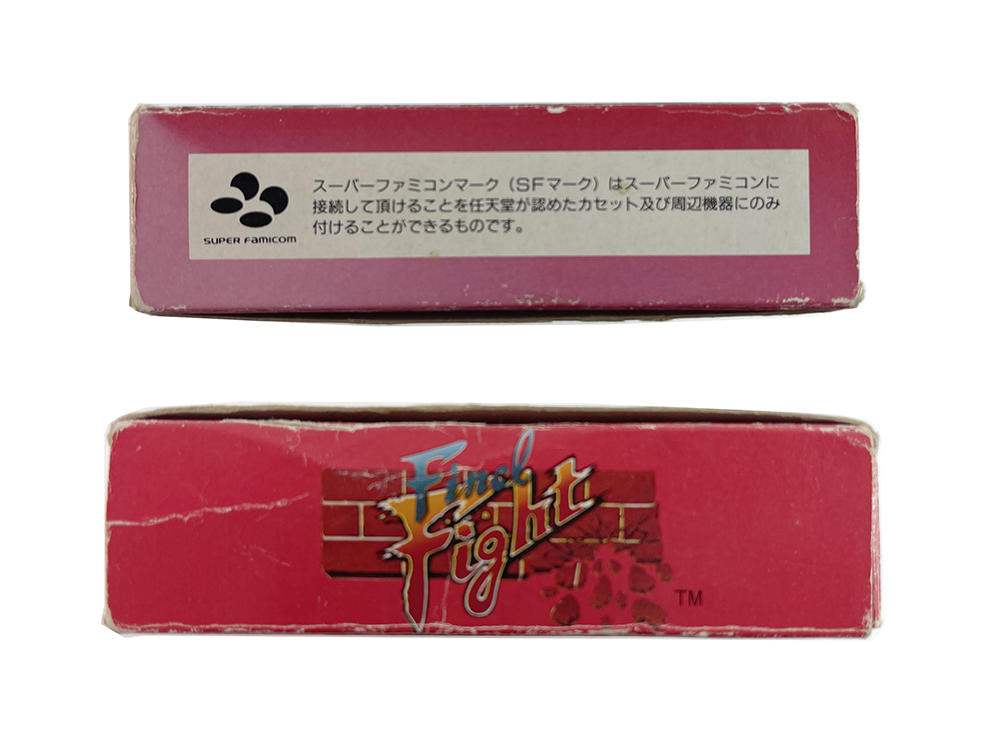 スーパーファミコンマーク（SFマーク）はスーパーファミコンに
接続して頂けることを任天堂が認めたカセット及び周辺機器にのみ
付けることができるものです。
SUPER FAMICOM
Final
Fight
TM